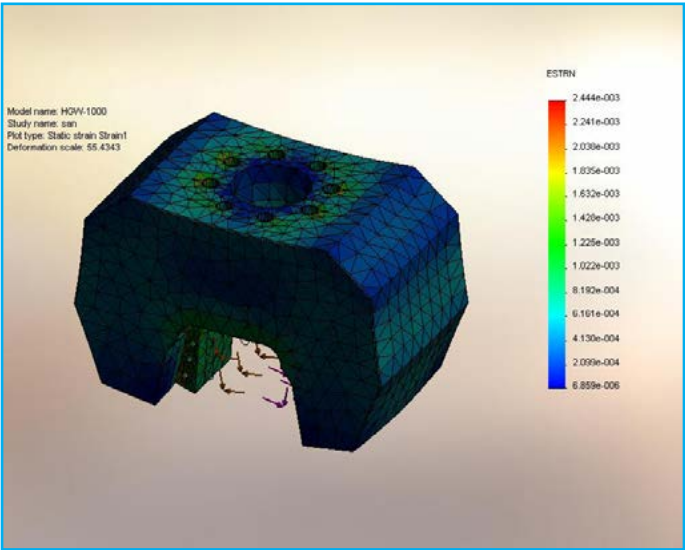 Model name: HGW-1000
Study name: san
Plot type: Static strain Strain1
Deformation scale: 55.4343
ESTRN
2.444e-003
2.241e-003
2.038e-003
1.835e-003
1.632e-003
1.428e-003
1.225e-003
1.022e-003
8.192e-004
6.161e-004
4.130e-004
2.099e-004
6.859e-006